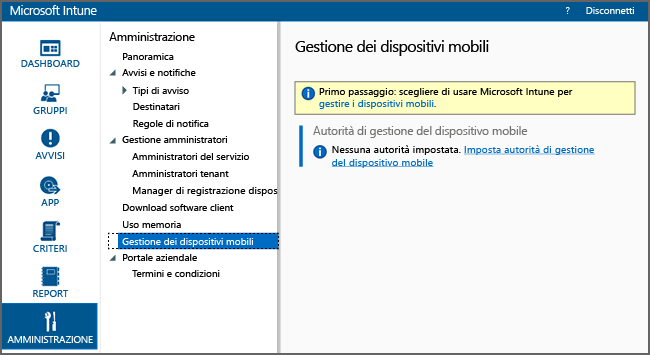 Microsoft Intune
? Disconnetti
DASHBOARD
GRUPPI
AVVISI
APP
CRITERI
REPORT
AMMINISTRAZIONE
Amministrazione
Panoramica
Avvisi e notifiche
Tipi di avviso
Destinatari
Regole di notifica
Gestione amministratori
Amministratori del servizio
Amministratori tenant
Manager di registrazione dispos
Download software client
Uso memoria
Gestione dei dispositivi mobili
Portale aziendale
Termini e condizioni
Gestione dei dispositivi mobili
Primo passaggio: scegliere di usare Microsoft Intune per
gestire i dispositivi mobili.
Autorità di gestione del dispositivo mobile
Nessuna autorità impostata. Imposta autorità di gestione
del dispositivo mobile